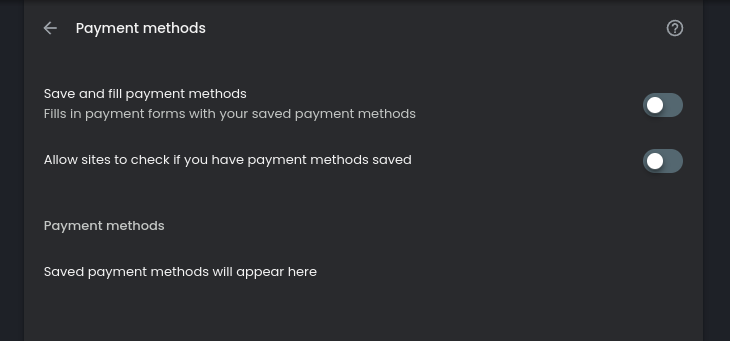 Payment methods
Save and fill payment methods
Fills in payment forms with your saved payment methods
Allow sites to check if you have payment methods saved
Payment methods
Saved payment methods will appear here